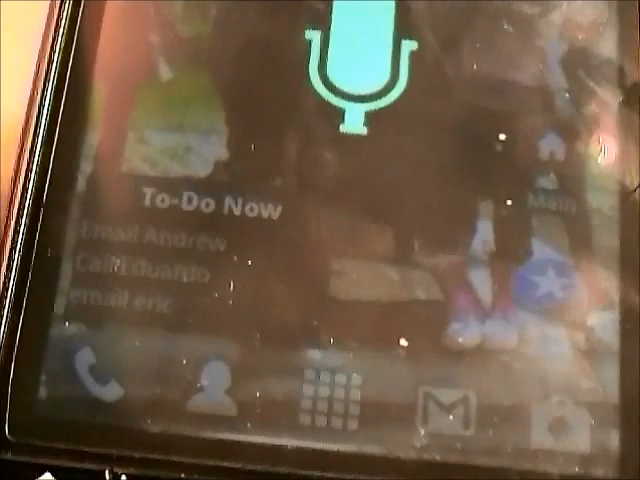 To-Do Now
Email Andrew
Call Eduardo
email eric
Main